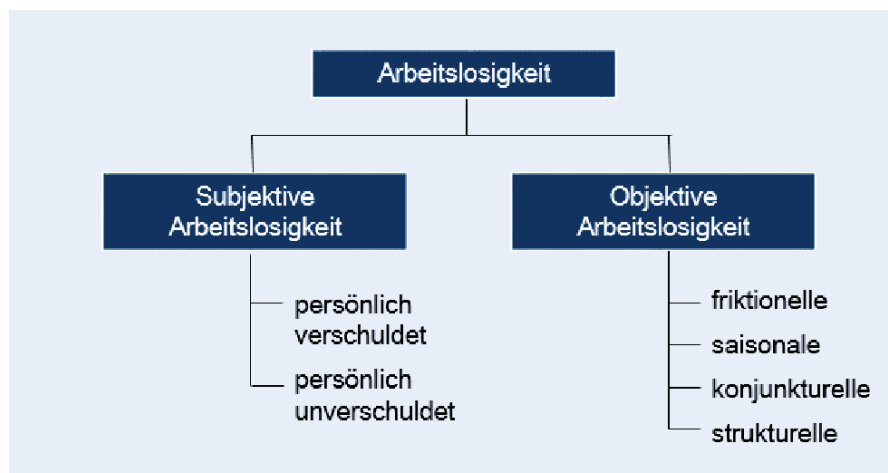 Arbeitslosigkeit
Subjektive
Arbeitslosigkeit
persönlich
verschuldet
persönlich
unverschuldet
Objektive
Arbeitslosigkeit
friktionelle
saisonale
konjunkturelle
strukturelle